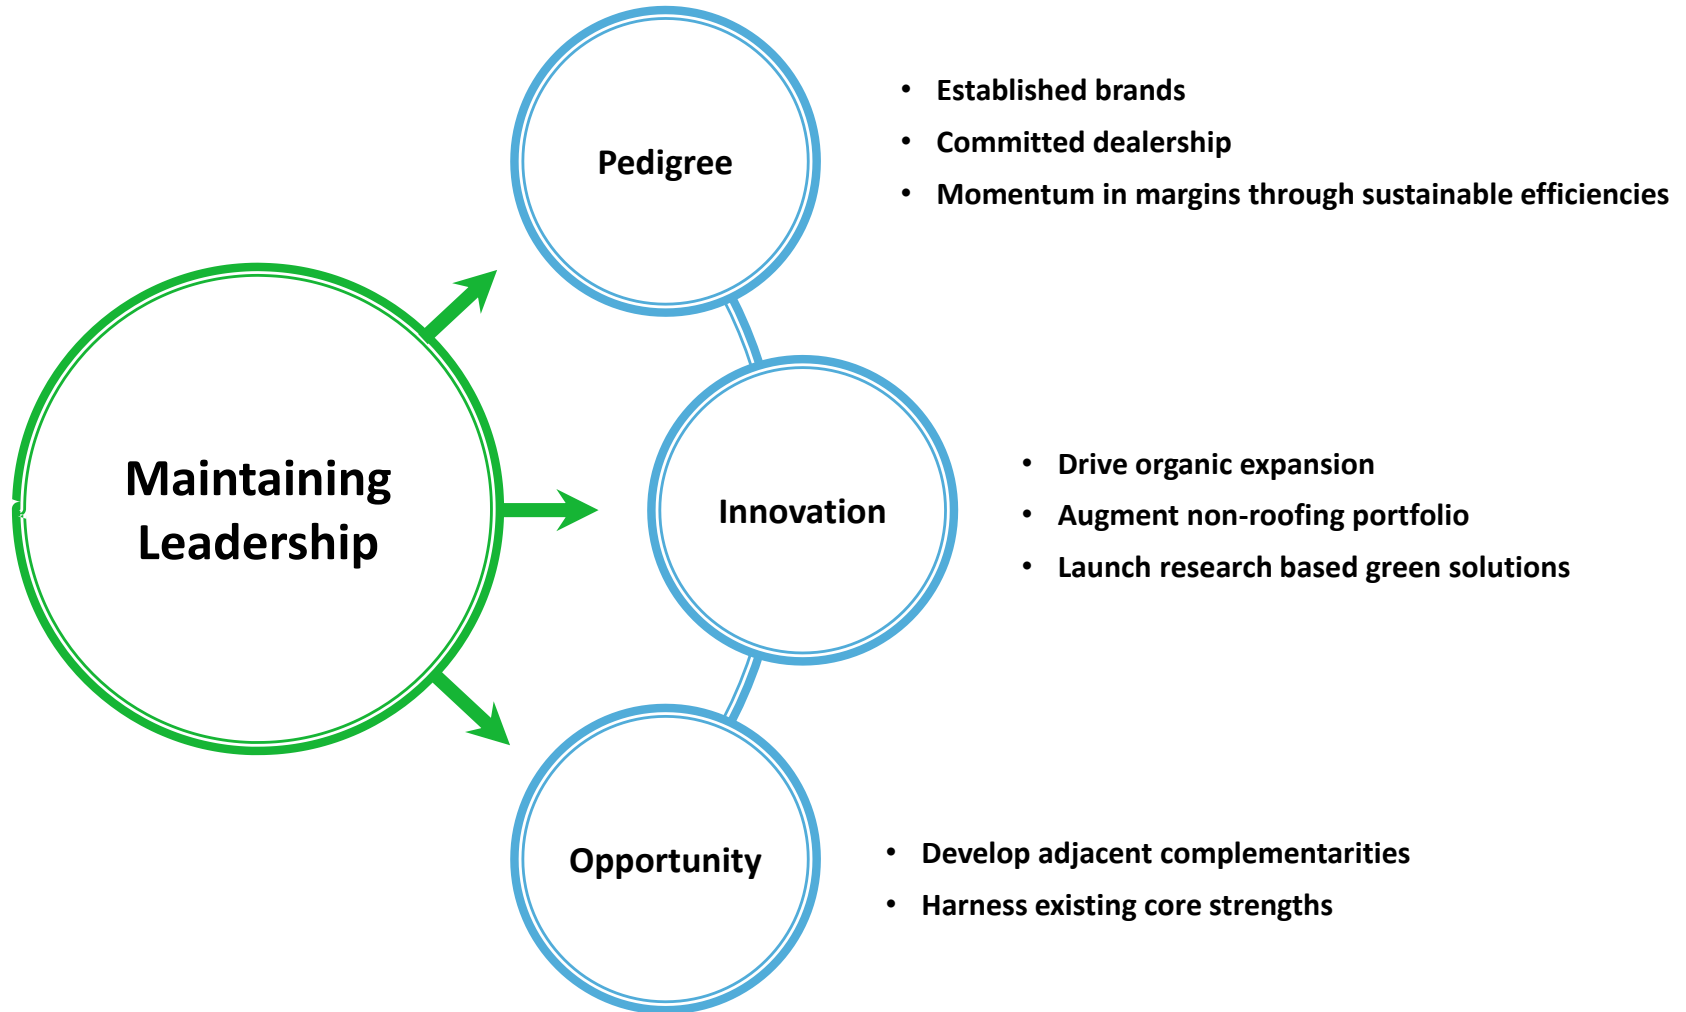 Maintaining
Leadership
Pedigree
• Established brands
• Committed dealership
• Momentum in margins through sustainable efficiencies
Innovation
• Drive organic expansion
• Augment non-roofing portfolio
• Launch research based green solutions
Opportunity
• Develop adjacent complementarities
• Harness existing core strengths